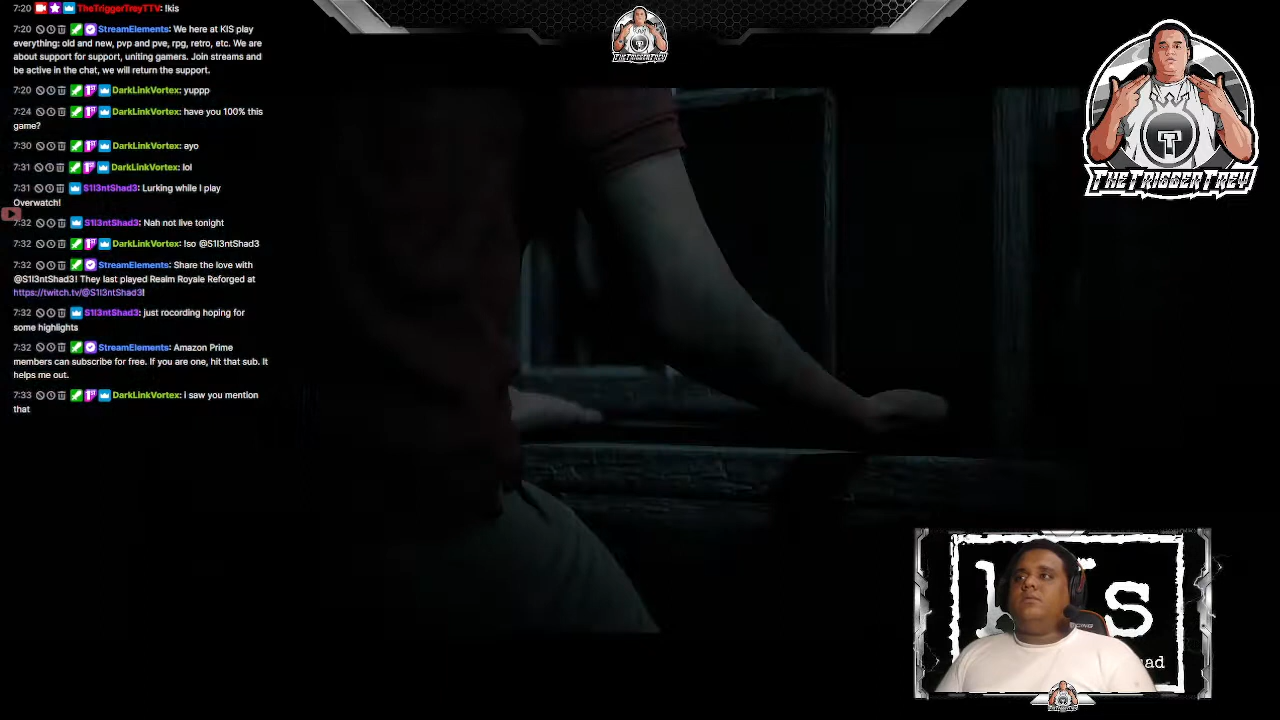 7:20 TheTriggerTreyTTV: !kis
7:20 StreamElements: We here at KIS play
everything: old and new, pvp and pve, rpg, retro, etc. We are
about support for support, uniting gamers. Join streams and
be active in the chat, we will return the support.
7:20 DarkLinkVortex: yuppp
7:24 DarkLinkVortex: have you 100% this
game?
7:30 DarkLinkVortex: ayo
7:31 DarkLinkVortex: lol
7:31 S1l3ntShad3: Lurking while I play
Overwatch!
7:32 S1l3ntShad3: Nah not live tonight
7:32 DarkLinkVortex: !so @S1l3ntShad3
7:32 StreamElements: Share the love with
@S1l3ntShad3! They last played Realm Royale Reforged at
https://twitch.tv/@S1l3ntShad3!
7:32 S1l3ntShad3: just rocording hoping for
some highlights
7:32 StreamElements: Amazon Prime
members can subscribe for free. If you are one, hit that sub. It
helps me out.
7:33 DarkLinkVortex: i saw you mention
that
THETRIGGERTREY
T
THETRIGGERTREY
s